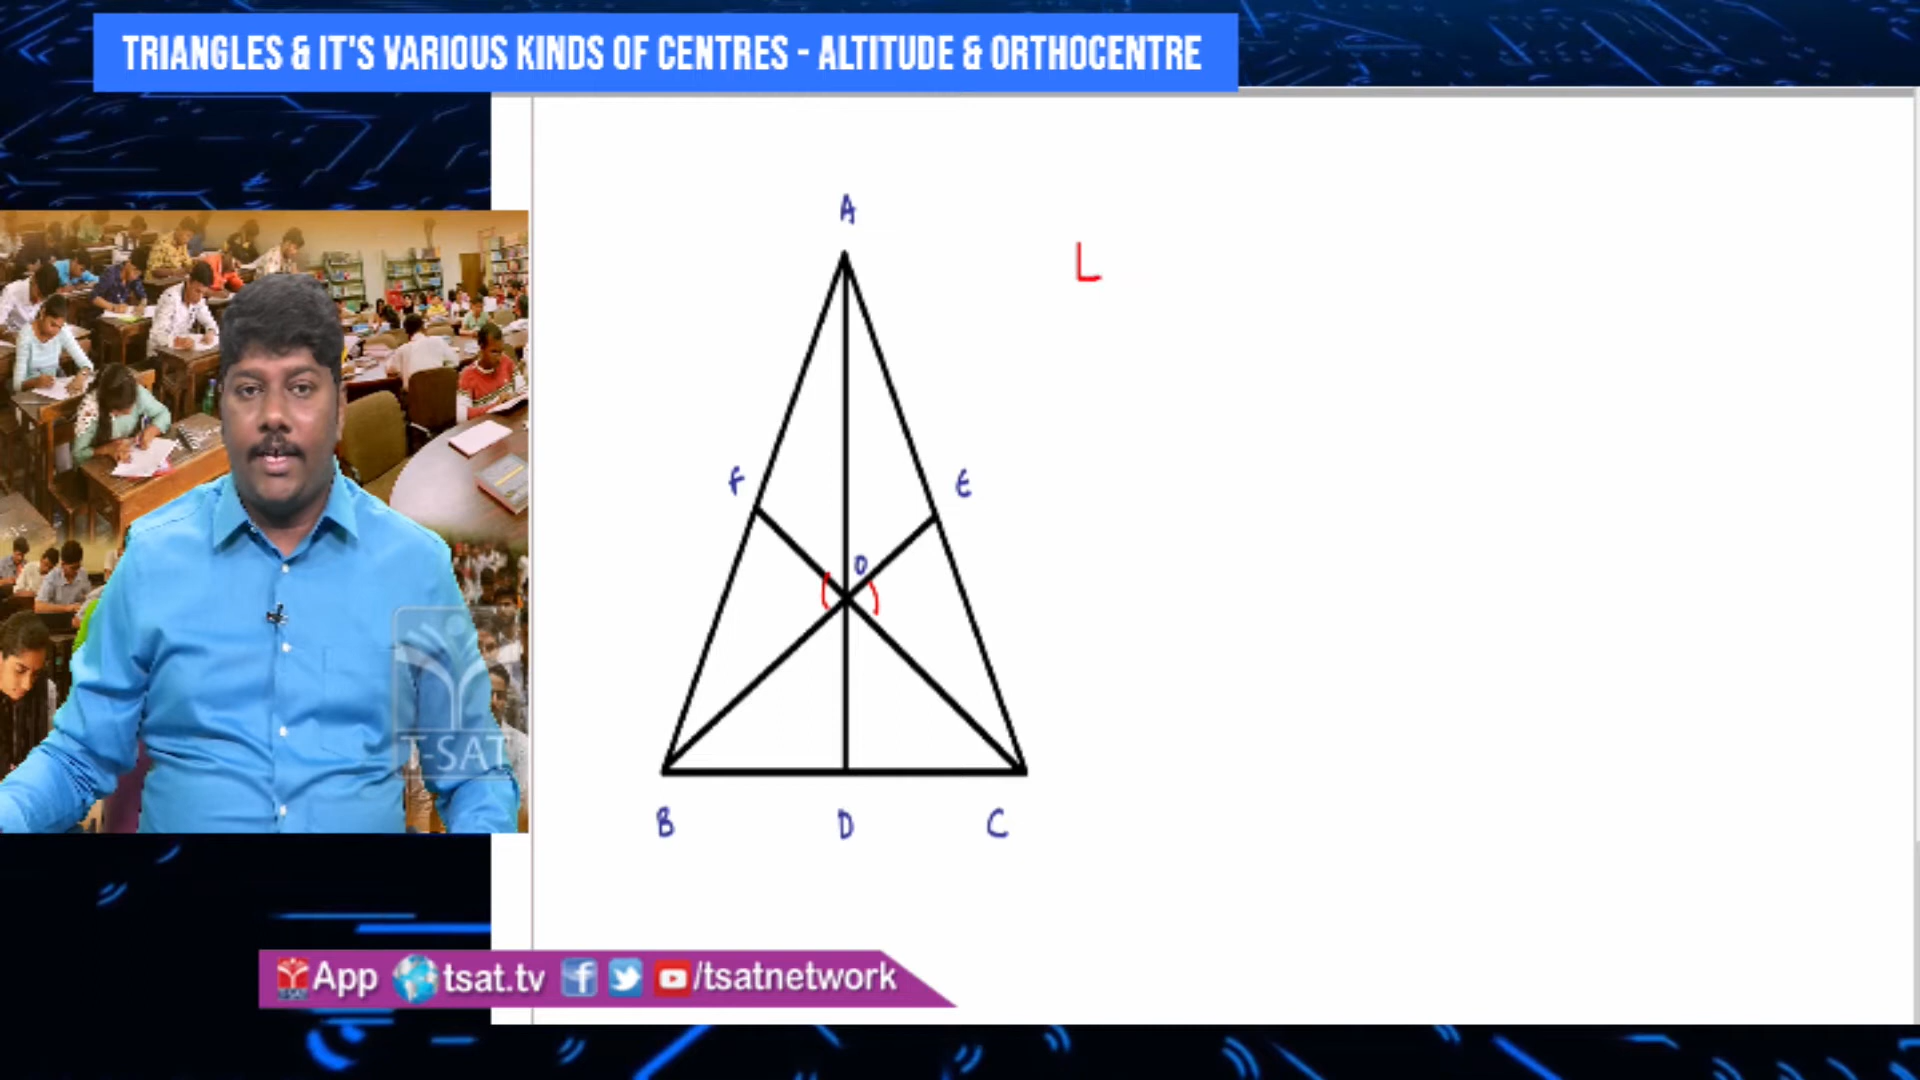 TRIANGLES & IT'S VARIOUS KINDS OF CENTRES - ALTITUDE & ORTHOCENTRE
A
L
F
E
O
B
D
C
T-SAT
App tsat.tv /tsatnetwork